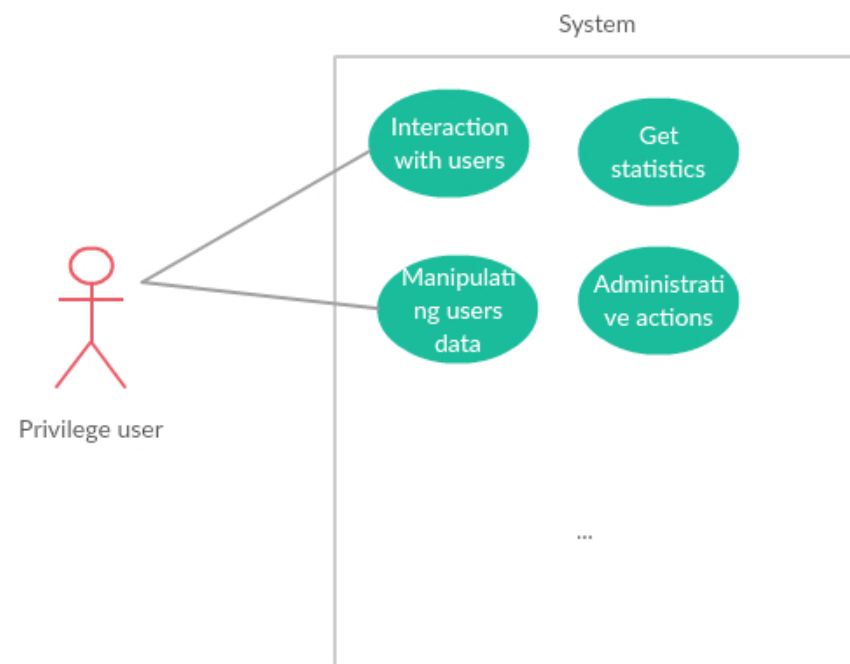 System
Interaction
with users
Get
statistics
Manipulati
ng users
data
Administrati
ve actions
Privilege user
...